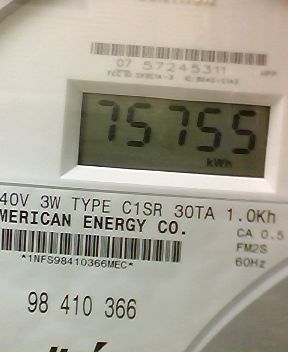 07 57245311
HPP
75755
kWh
40V 3W TYPE C1SR 30TA 1.0Kh
MERICAN ENERGY CO.
CA 0.5
FM2S
60Hz
*1NFS98410366MEC*
98 410 366